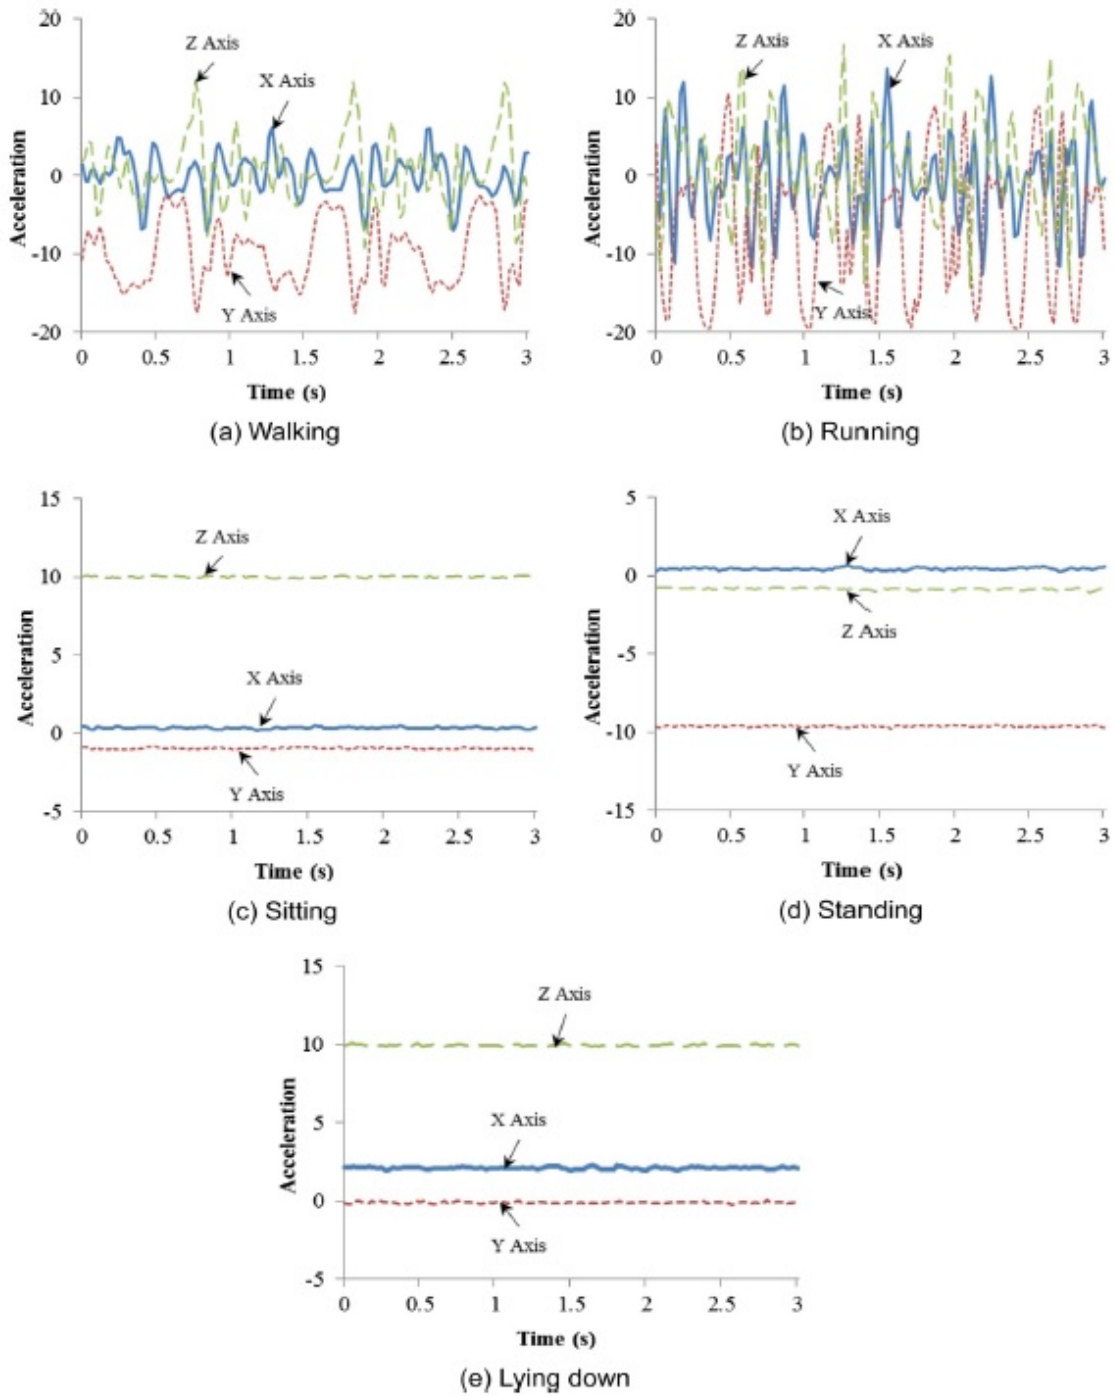 20
10
0
-10
-20
Acceleration
Z Axis
X Axis
Y Axis
0 0.5 1 1.5 2 2.5 3
Time (s)
(a) Walking
20
10
0
-10
-20
Acceleration
Z Axis
X Axis
Y Axis
0 0.5 1 1.5 2 2.5 3
Time (s)
(b) Running
15
10
5
0
-5
Acceleration
Z Axis
X Axis
Y Axis
0 0.5 1 1.5 2 2.5 3
Time (s)
(c) Sitting
5
0
-5
-10
-15
Acceleration
X Axis
Z Axis
Y Axis
0 0.5 1 1.5 2 2.5 3
Time (s)
(d) Standing
15
10
5
0
-5
Acceleration
Z Axis
X Axis
Y Axis
0 0.5 1 1.5 2 2.5 3
Time (s)
(e) Lying down